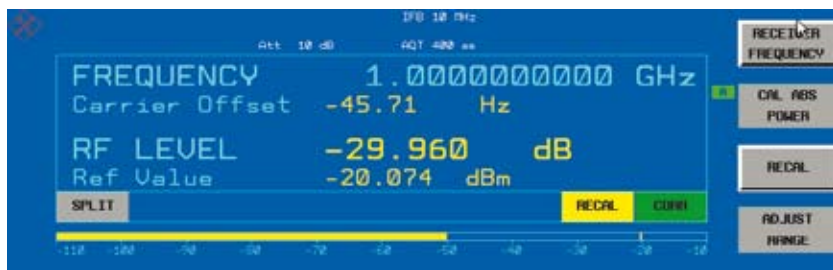 IFB 10 MHz
Att 10 dB AQT 400 ms
RECEIVER FREQUENCY
FREQUENCY 1.0000000000 GHz
Carrier Offset -45.71 Hz
CAL ABS POWER
RF LEVEL -29.960 dB
Ref Value -20.074 dBm
RECAL
SPLIT RECAL CORR
ADJUST RANGE
-110 -100 -90 -80 -70 -60 -50 -40 -30 -20 -10